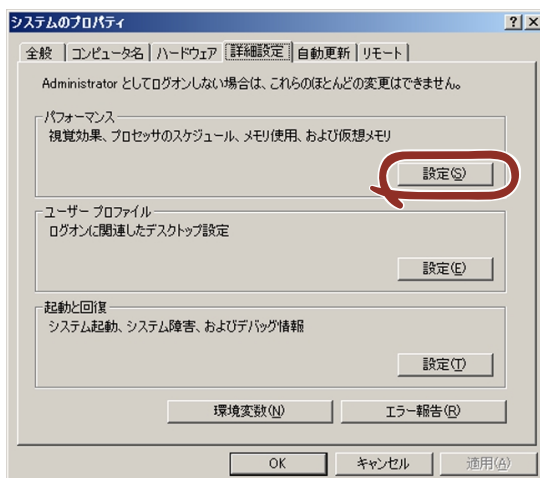 システムのプロパティ
全般 コンピュータ名 ハードウェア 詳細設定 自動更新 リモート
Administrator としてログオンしない場合は、これらのほとんどの変更はできません。
パフォーマンス
視覚効果、プロセッサのスケジュール、メモリ使用、および仮想メモリ
設定(S)
ユーザー プロファイル
ログオンに関連したデスクトップ設定
設定(E)
起動と回復
システム起動、システム障害、およびデバッグ情報
設定(T)
環境変数(N) エラー報告(R)
OK キャンセル 適用(A)